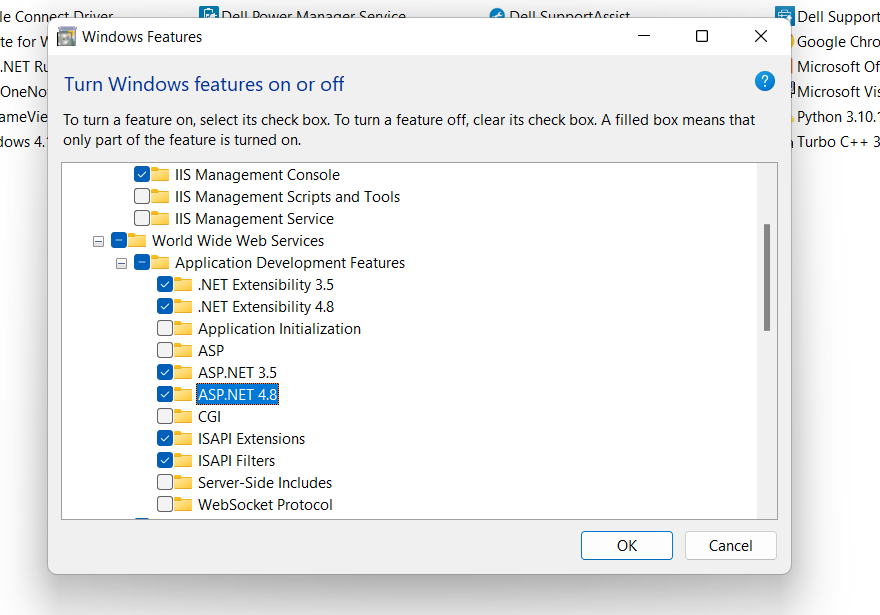 le Connect Driver
Dell Power Manager Service
Dell SupportAssist
Dell Support
te for W
Google Chro
.NET Ru
Microsoft Of
OneNo
Microsoft Vis
ameVie
Python 3.10.1
dows 4.
Turbo C++ 3
Windows Features
Turn Windows features on or off
?
To turn a feature on, select its check box. To turn a feature off, clear its check box. A filled box means that
only part of the feature is turned on.
IIS Management Console
IIS Management Scripts and Tools
IIS Management Service
World Wide Web Services
Application Development Features
.NET Extensibility 3.5
.NET Extensibility 4.8
Application Initialization
ASP
ASP.NET 3.5
ASP.NET 4.8
CGI
ISAPI Extensions
ISAPI Filters
Server-Side Includes
WebSocket Protocol
OK
Cancel